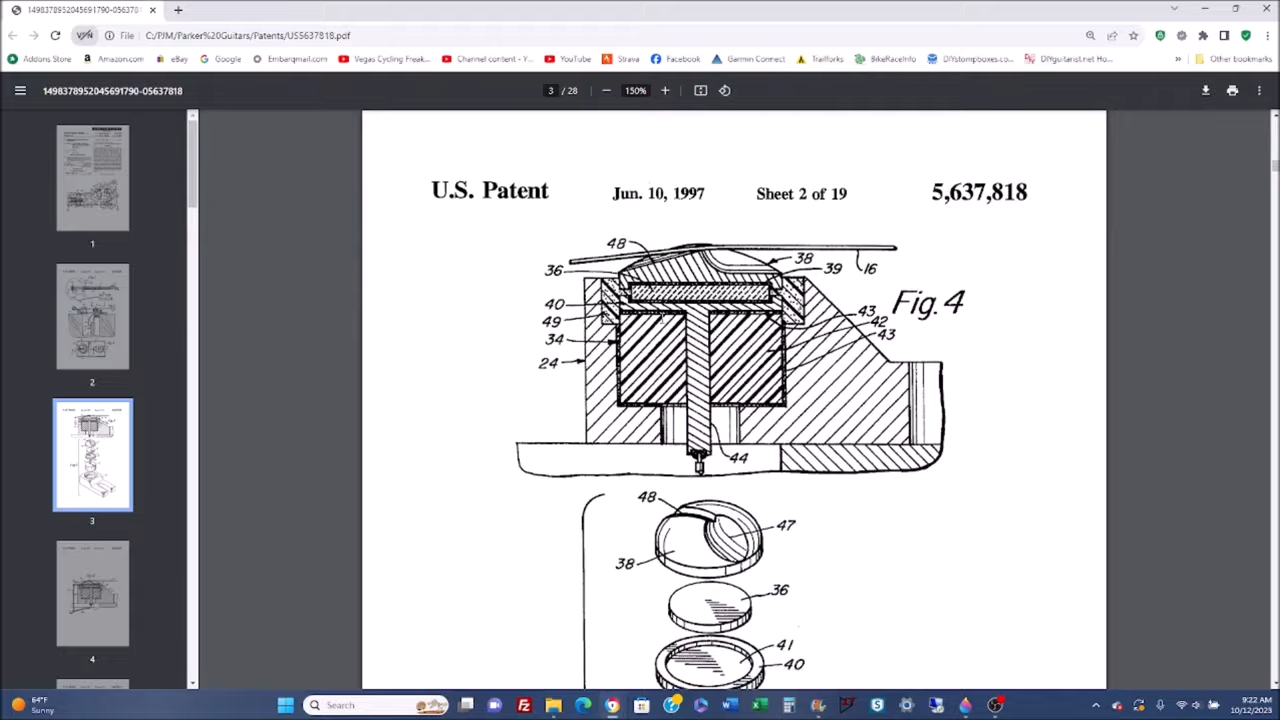 1498378952045691790-0563781
File
C:/PJM/Parker%20Guitars/Patents/US5637818.pdf
Addons Store
Amazon.com
eBay
Google
Embarqmail.com
Vegas Cycling Freak...
Channel content - Y...
YouTube
Strava
Facebook
Garmin Connect
Trailforks
BikeRaceInfo
DIYstompboxes.c...
DIYguitarist.net Ho...
»
Other bookmarks
1498378952045691790-05637818
3 / 28
150%
1
2
3
4
U.S. Patent
Jun. 10, 1997
Sheet 2 of 19
5,637,818
48
38
16
36
39
40
49
43
42
43
34
24
44
Fig. 4
48
47
38
36
41
40
64°F
Sunny
Search
9:22 AM
10/12/2023